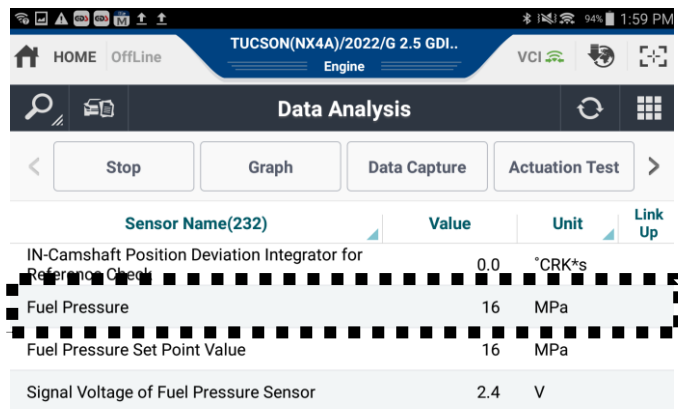 94% 1:59 PM
HOME OffLine TUCSON(NX4A)/2022/G 2.5 GDI.. VCI
Engine
Data Analysis
< Stop Graph Data Capture Actuation Test >
Sensor Name(232) Value Unit Link Up
IN-Camshaft Position Deviation Integrator for
Reference Check 0.0 °CRK*s
Fuel Pressure 16 MPa
Fuel Pressure Set Point Value 16 MPa
Signal Voltage of Fuel Pressure Sensor 2.4 V